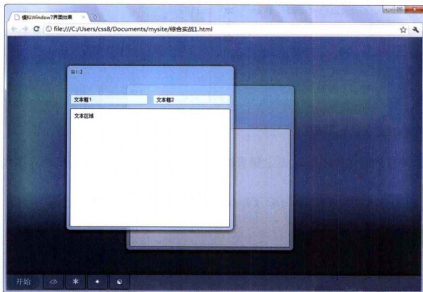 模拟Window7界面效果
file:///C:/Users/css8/Documents/mysite/综合实战1.html
窗口2
文本框1 文本框2
文本区域
开始